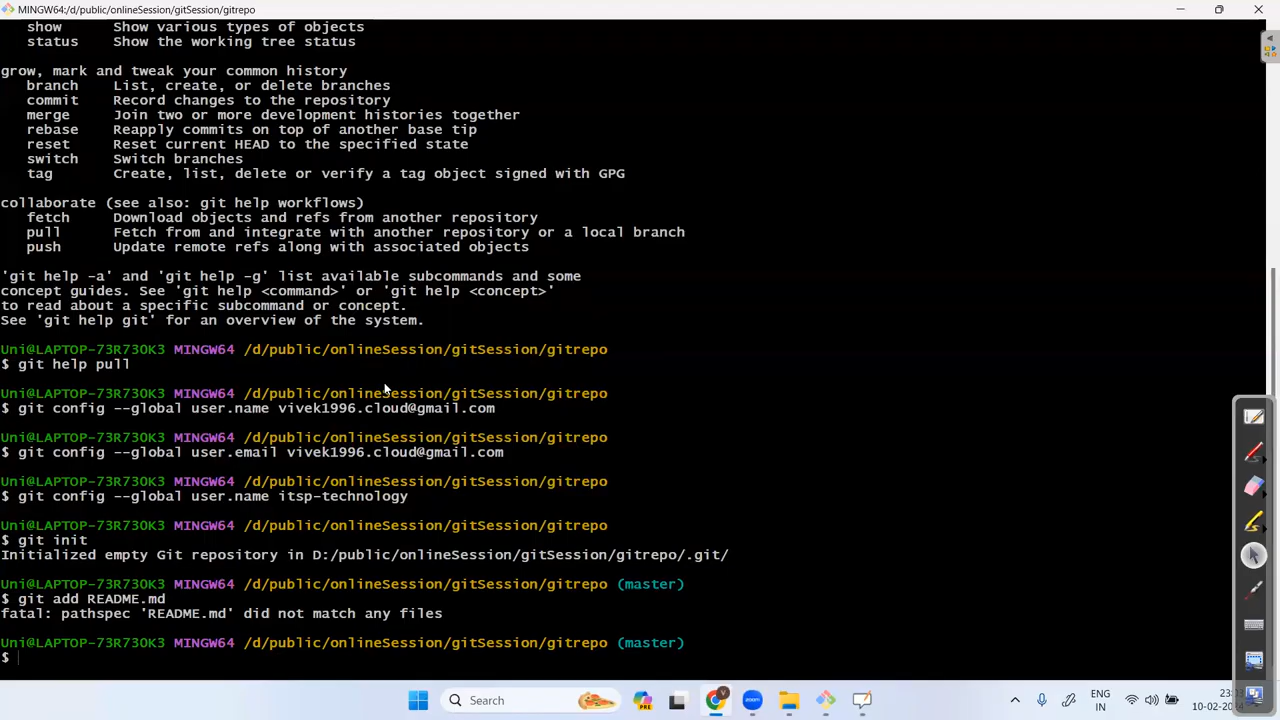 MINGW64:/d/public/onlineSession/gitSession/gitrepo
show Show various types of objects
status Show the working tree status
grow, mark and tweak your common history
branch List, create, or delete branches
commit Record changes to the repository
merge Join two or more development histories together
rebase Reapply commits on top of another base tip
reset Reset current HEAD to the specified state
switch Switch branches
tag Create, list, delete or verify a tag object signed with GPG
collaborate (see also: git help workflows)
fetch Download objects and refs from another repository
pull Fetch from and integrate with another repository or a local branch
push Update remote refs along with associated objects
'git help -a' and 'git help -g' list available subcommands and some
concept guides. See 'git help <command>' or 'git help <concept>'
to read about a specific subcommand or concept.
See 'git help git' for an overview of the system.
Uni@LAPTOP-73R73OK3 MINGW64 /d/public/onlineSession/gitSession/gitrepo
$ git help pull
Uni@LAPTOP-73R73OK3 MINGW64 /d/public/onlineSession/gitSession/gitrepo
$ git config --global user.name vivek1996.cloud@gmail.com
Uni@LAPTOP-73R73OK3 MINGW64 /d/public/onlineSession/gitSession/gitrepo
$ git config --global user.email vivek1996.cloud@gmail.com
Uni@LAPTOP-73R73OK3 MINGW64 /d/public/onlineSession/gitSession/gitrepo
$ git config --global user.name itsp-technology
Uni@LAPTOP-73R73OK3 MINGW64 /d/public/onlineSession/gitSession/gitrepo
$ git init
Initialized empty Git repository in D:/public/onlineSession/gitSession/gitrepo/.git/
Uni@LAPTOP-73R73OK3 MINGW64 /d/public/onlineSession/gitSession/gitrepo (master)
$ git add README.md
fatal: pathspec 'README.md' did not match any files
Uni@LAPTOP-73R73OK3 MINGW64 /d/public/onlineSession/gitSession/gitrepo (master)
$
Search
PRE
V
zoom
ENG
IN